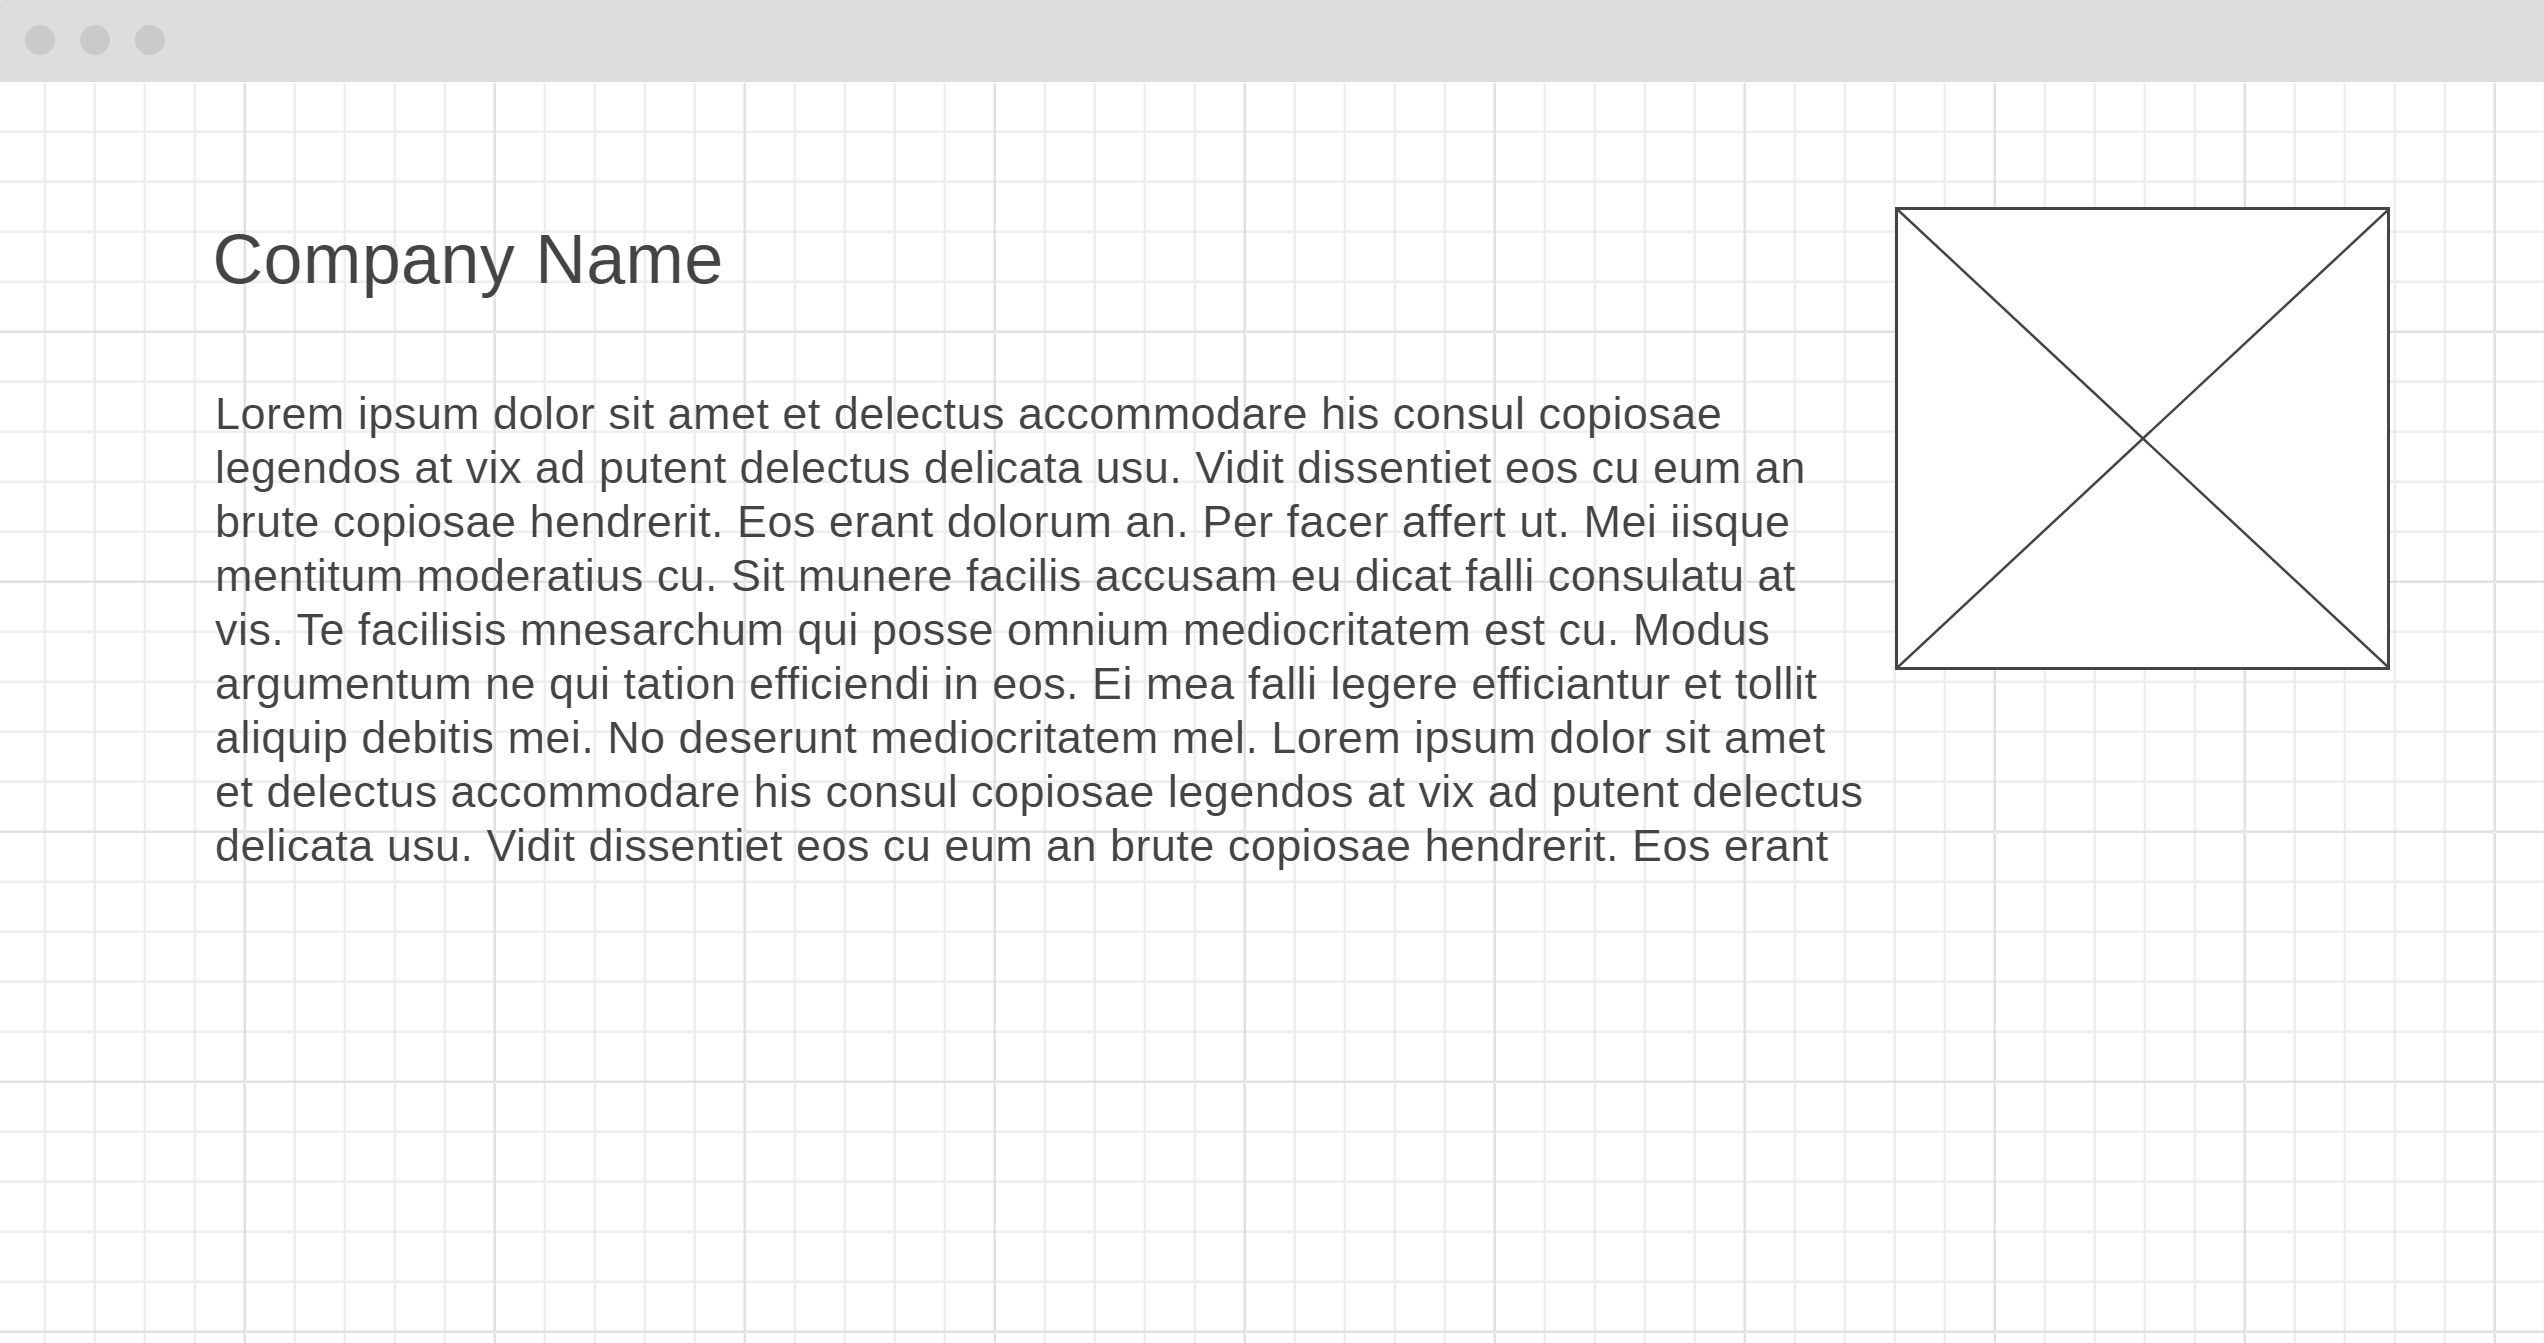 Company Name
Lorem ipsum dolor sit amet et delectus accommodare his consul copiosae
legendos at vix ad putent delectus delicata usu. Vidit dissentiet eos cu eum an
brute copiosae hendrerit. Eos erant dolorum an. Per facer affert ut. Mei iisque
mentitum moderatius cu. Sit munere facilis accusam eu dicat falli consulatu at
vis. Te facilisis mnesarchum qui posse omnium mediocritatem est cu. Modus
argumentum ne qui tation efficiendi in eos. Ei mea falli legere efficiantur et tollit
aliquip debitis mei. No deserunt mediocritatem mel. Lorem ipsum dolor sit amet
et delectus accommodare his consul copiosae legendos at vix ad putent delectus
delicata usu. Vidit dissentiet eos cu eum an brute copiosae hendrerit. Eos erant